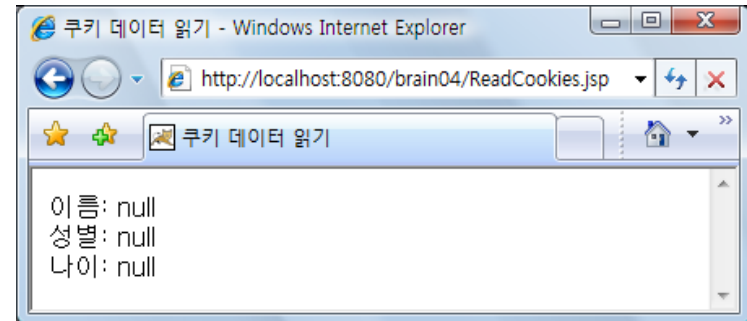 쿠키 데이터 읽기 - Windows Internet Explorer
http://localhost:8080/brain04/ReadCookies.jsp
쿠키 데이터 읽기
이름: null
성별: null
나이: null